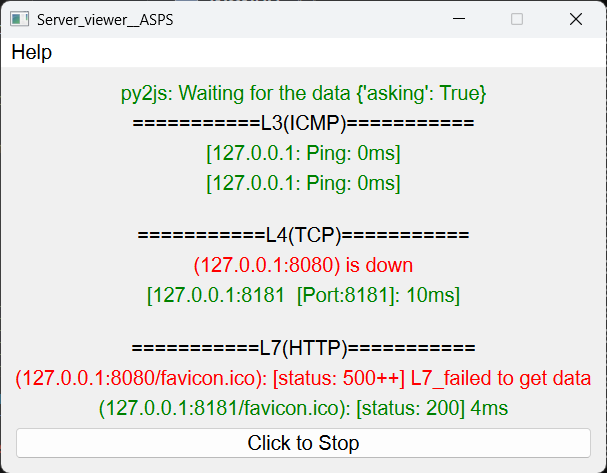 Server_viewer__ASPS
Help
py2js: Waiting for the data {'asking': True}
===========L3(ICMP)===========
[127.0.0.1: Ping: 0ms]
[127.0.0.1: Ping: 0ms]
===========L4(TCP)===========
(127.0.0.1:8080) is down
[127.0.0.1:8181  [Port:8181]: 10ms]
===========L7(HTTP)===========
(127.0.0.1:8080/favicon.ico): [status: 500++] L7_failed to get data
(127.0.0.1:8181/favicon.ico): [status: 200] 4ms
Click to Stop